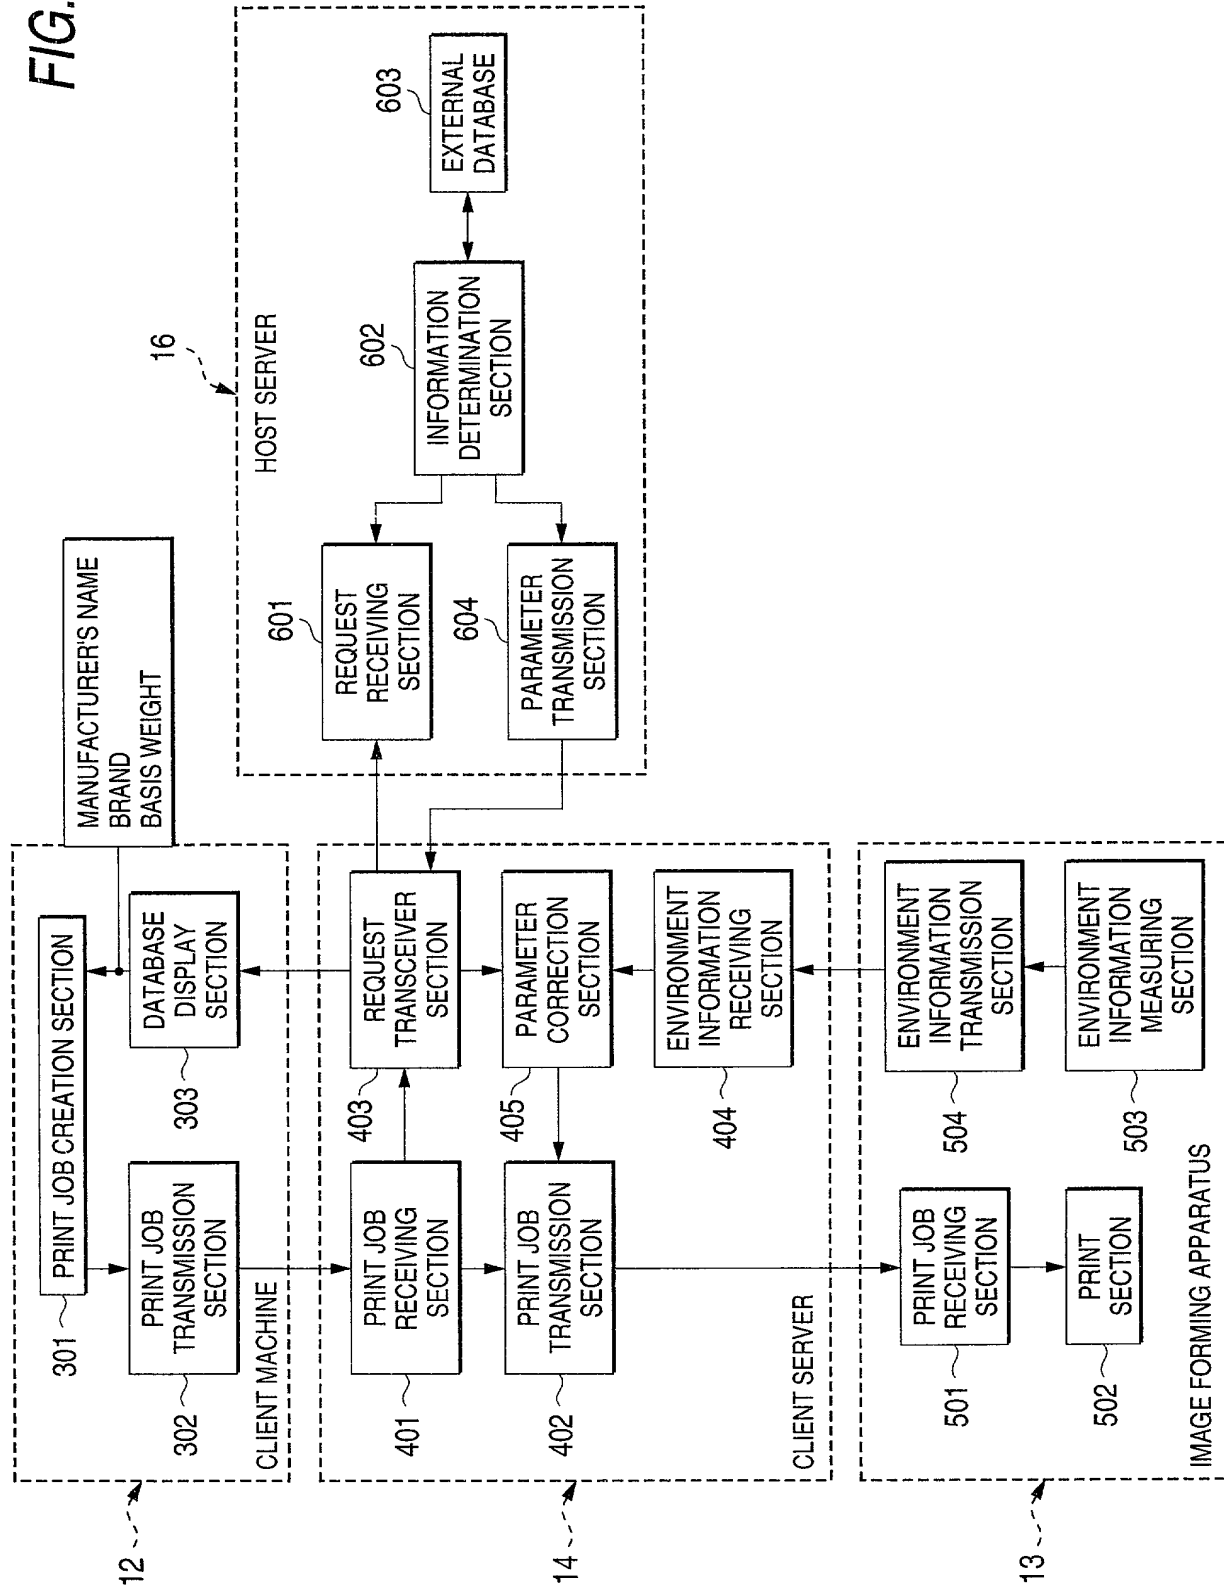 FIG.
MANUFACTURER'S NAME
BRAND
BASIS WEIGHT
12
CLIENT MACHINE
301
PRINT JOB CREATION SECTION
302
PRINT JOB
TRANSMISSION
SECTION
303
DATABASE
DISPLAY
SECTION
14
CLIENT SERVER
401
PRINT JOB
RECEIVING
SECTION
403
REQUEST
TRANSCEIVER
SECTION
402
PRINT JOB
TRANSMISSION
SECTION
405
PARAMETER
CORRECTION
SECTION
404
ENVIRONMENT
INFORMATION
RECEIVING
SECTION
16
HOST SERVER
601
REQUEST
RECEIVING
SECTION
602
INFORMATION
DETERMINATION
SECTION
603
EXTERNAL
DATABASE
604
PARAMETER
TRANSMISSION
SECTION
13
IMAGE FORMING APPARATUS
501
PRINT JOB
RECEIVING
SECTION
502
PRINT
SECTION
504
ENVIRONMENT
INFORMATION
TRANSMISSION
SECTION
503
ENVIRONMENT
INFORMATION
MEASURING
SECTION